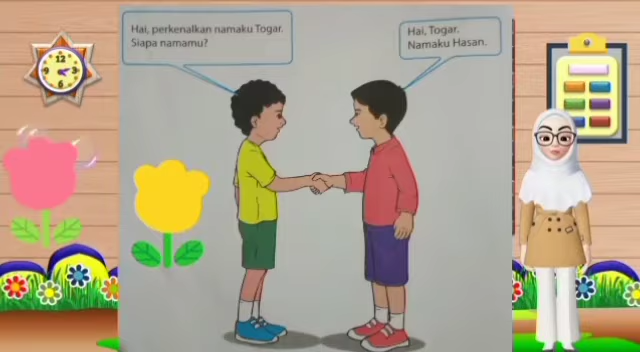 Hai, perkenalkan namaku Togar.
Siapa namamu?
Hai, Togar.
Namaku Hasan.